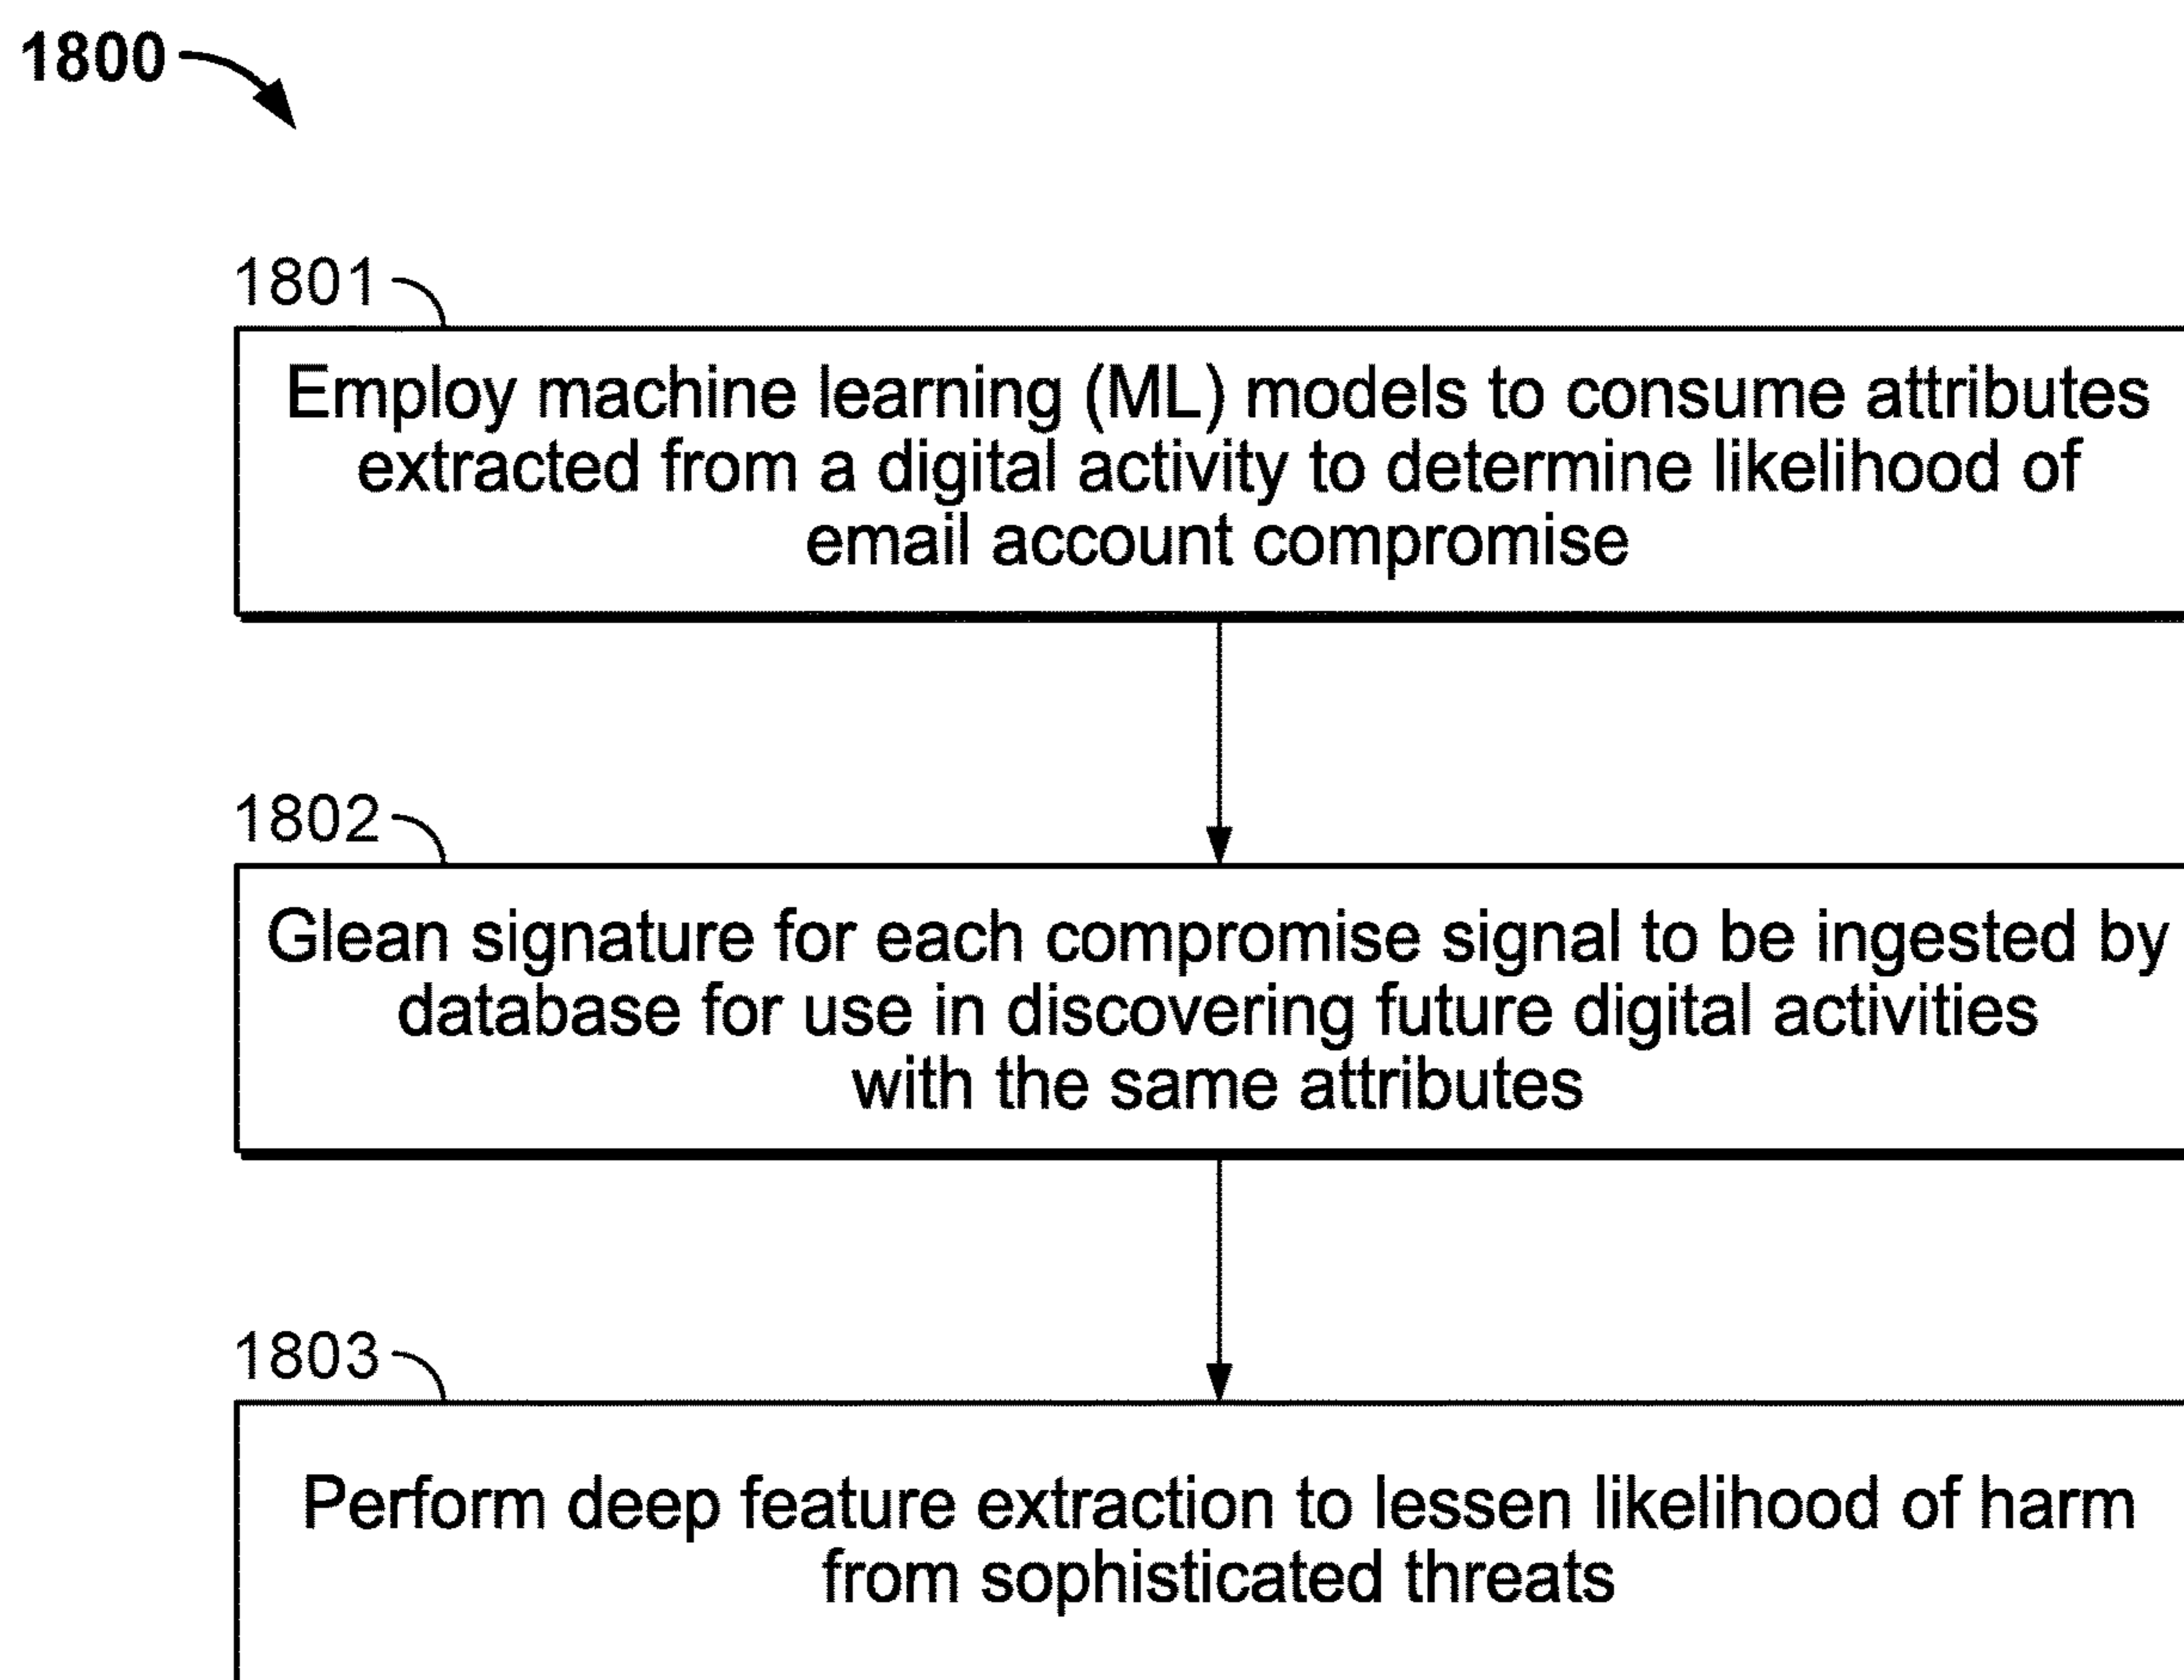 1800
1801
Employ machine learning (ML) models to consume attributes
extracted from a digital activity to determine likelihood of
email account compromise
1802
Glean signature for each compromise signal to be ingested by
database for use in discovering future digital activities
with the same attributes
1803
Perform deep feature extraction to lessen likelihood of harm
from sophisticated threats